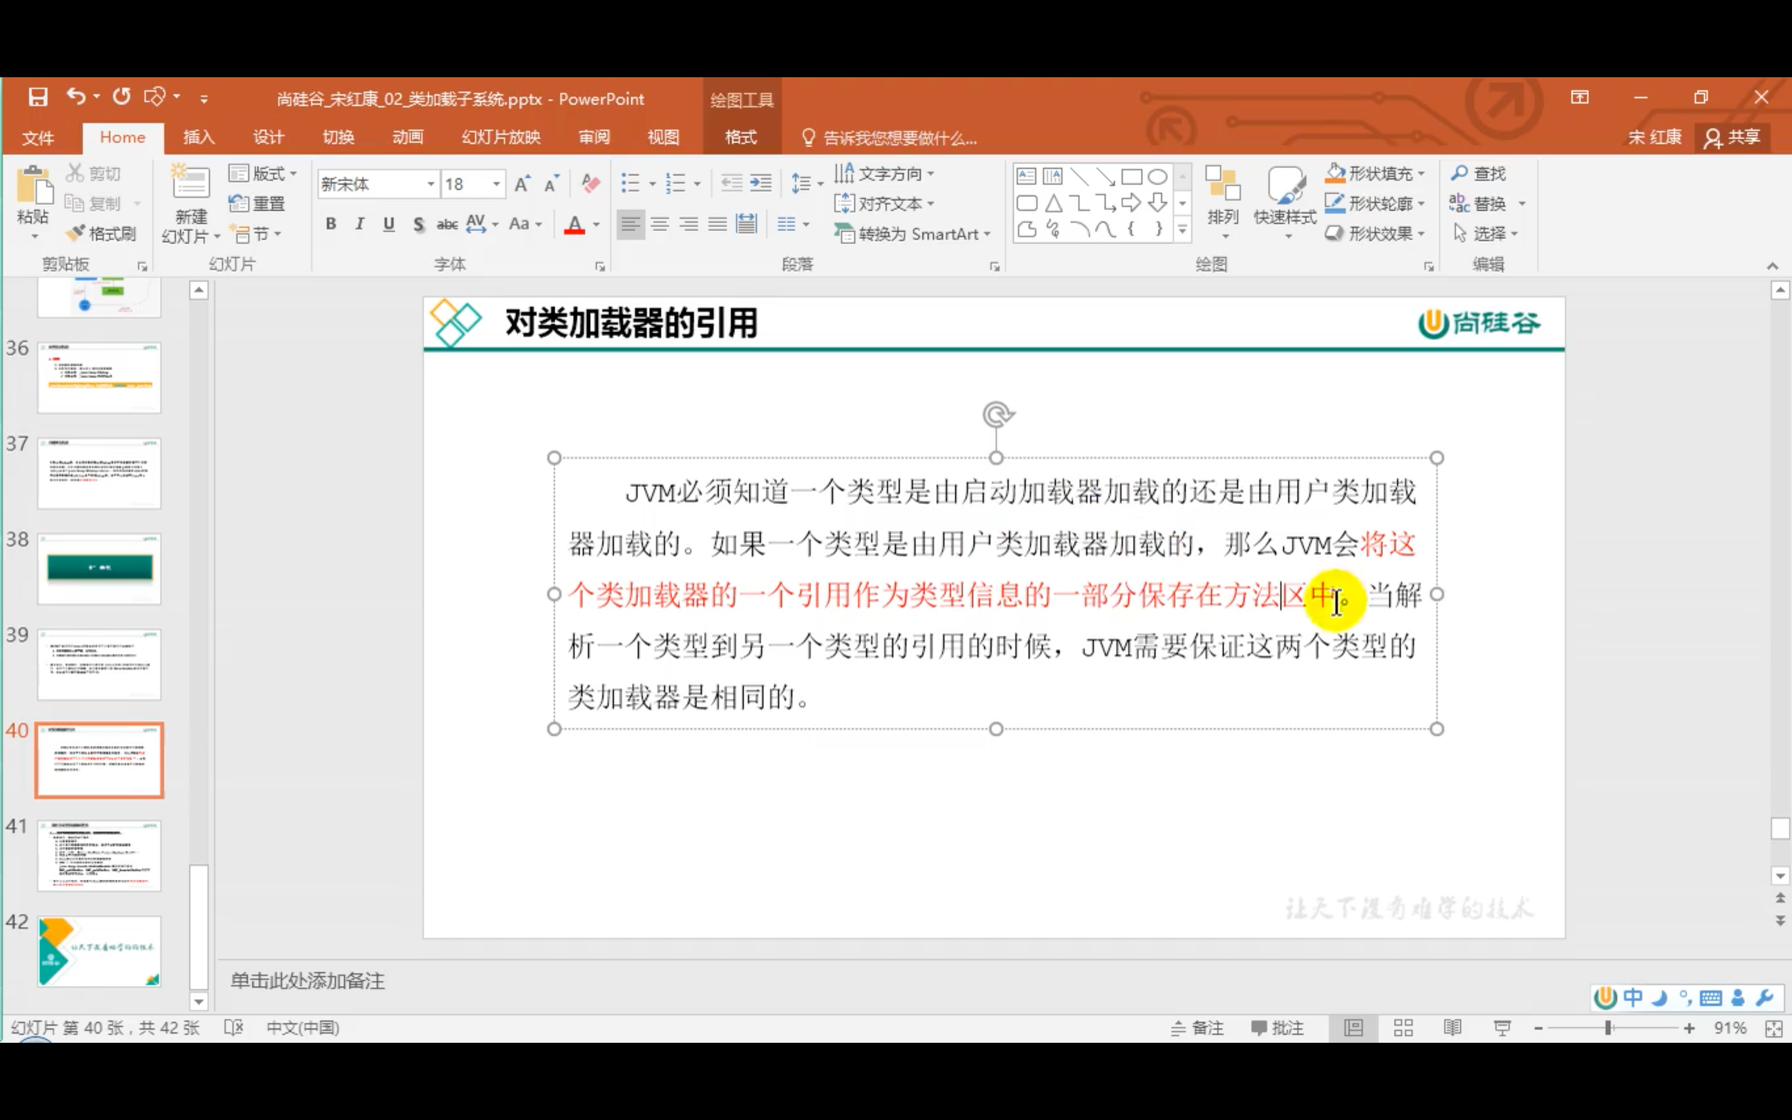 尚硅谷_宋红康_02_类加载子系统.pptx - PowerPoint
绘图工具
文件
Home
插入
设计
切换
动画
幻灯片放映
审阅
视图
格式
告诉我您想要做什么...
宋 红康
共享
粘贴
剪切
复制
格式刷
剪贴板
新建
幻灯片
版式
重置
节
幻灯片
新宋体
18
B I U S abc AV Aa A
字体
文字方向
对齐文本
转换为 SmartArt
段落
排列
快速样式
形状填充
形状轮廓
形状效果
绘图
查找
替换
选择
编辑
36
37
38
39
40
41
42
对类加载器的引用
尚硅谷
JVM必须知道一个类型是由启动加载器加载的还是由用户类加载
器加载的。如果一个类型是由用户类加载器加载的，那么JVM会将这
个类加载器的一个引用作为类型信息的一部分保存在方法区中。当解
析一个类型到另一个类型的引用的时候，JVM需要保证这两个类型的
类加载器是相同的。
让天下没有难学的技术
单击此处添加备注
中
幻灯片 第 40 张，共 42 张
中文(中国)
备注
批注
91%